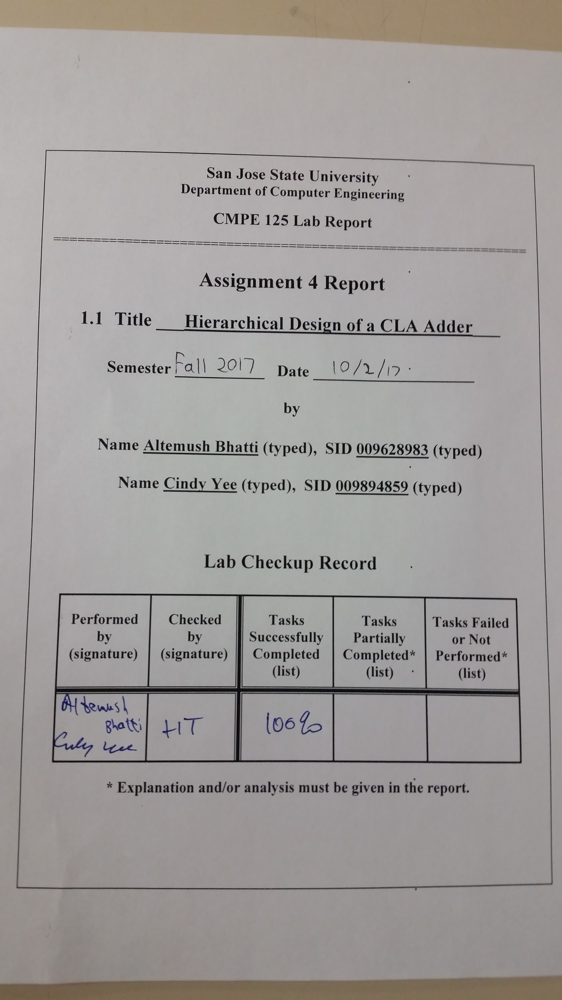 San Jose State University
Department of Computer Engineering
CMPE 125 Lab Report
Assignment 4 Report
1.1 Title Hierarchical Design of a CLA Adder
Semester Fall 2017 Date 10/2/17
by
Name Altemush Bhatti (typed), SID 009628983 (typed)
Name Cindy Yee (typed), SID 009894859 (typed)
Lab Checkup Record
Performed
by
(signature)
Checked
by
(signature)
Tasks
Successfully
Completed
(list)
Tasks
Partially
Completed*
(list)
Tasks Failed
or Not
Performed*
(list)
Altemush
Bhatti
Cindy Yee
HT
100%
* Explanation and/or analysis must be given in the report.